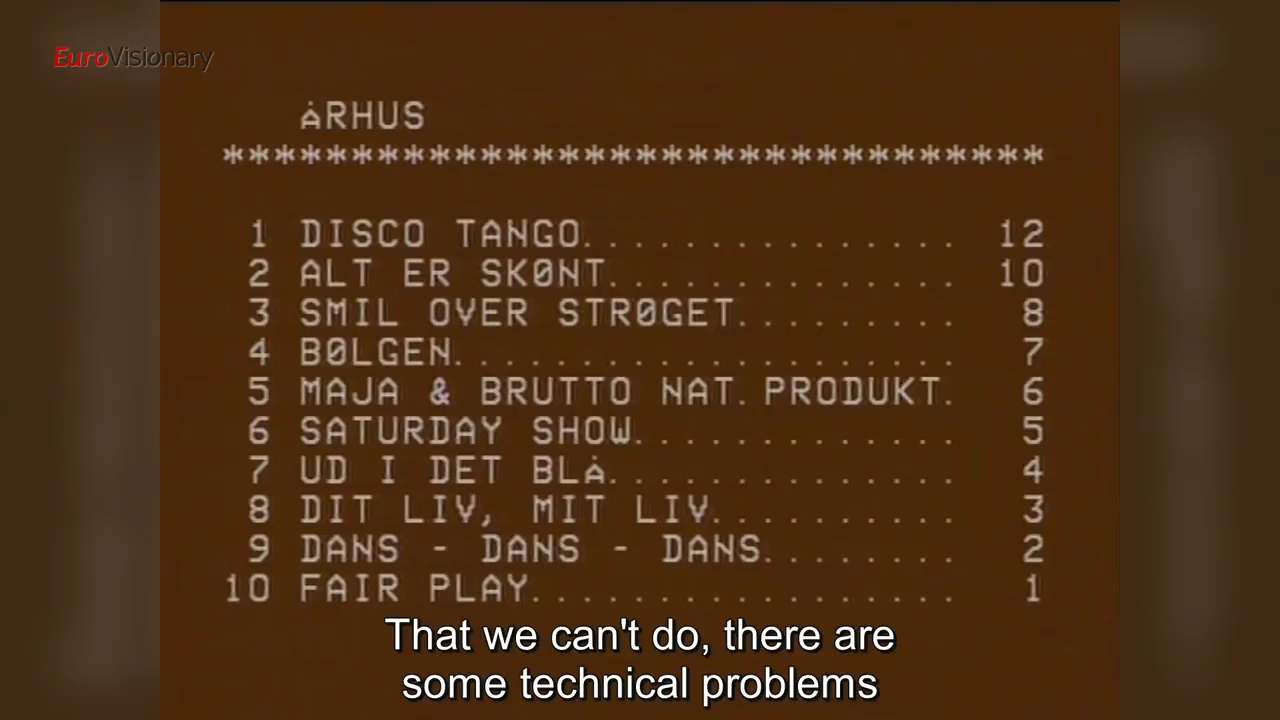 EuroVisionary
ÅRHUS
********************************
1 DISCO TANGO............... 12
2 ALT ER SKØNT.............. 10
3 SMIL OVER STRØGET......... 8
4 BØLGEN.................... 7
5 MAJA & BRUTTO NAT. PRODUKT. 6
6 SATURDAY SHOW............. 5
7 UD I DET BLÅ.............. 4
8 DIT LIV, MIT LIV.......... 3
9 DANS - DANS - DANS........ 2
10 FAIR PLAY................. 1
That we can't do, there are
some technical problems